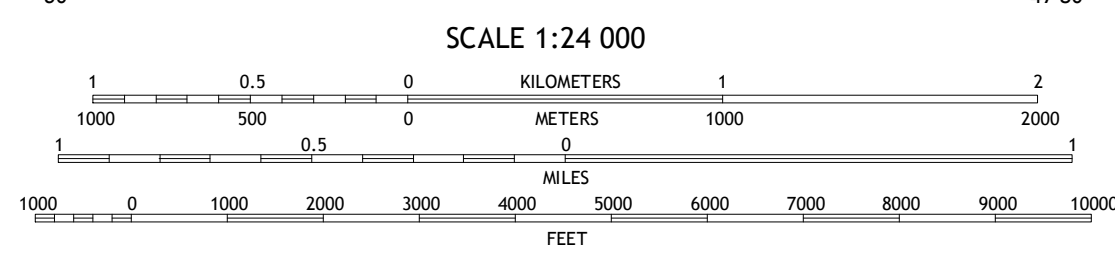 SCALE 1:24 000
1 0.5 0 KILOMETERS 1 2
1000 500 0 METERS 1000 2000
1 0.5 0 1
MILES
1000 0 1000 2000 3000 4000 5000 6000 7000 8000 9000 10000
FEET